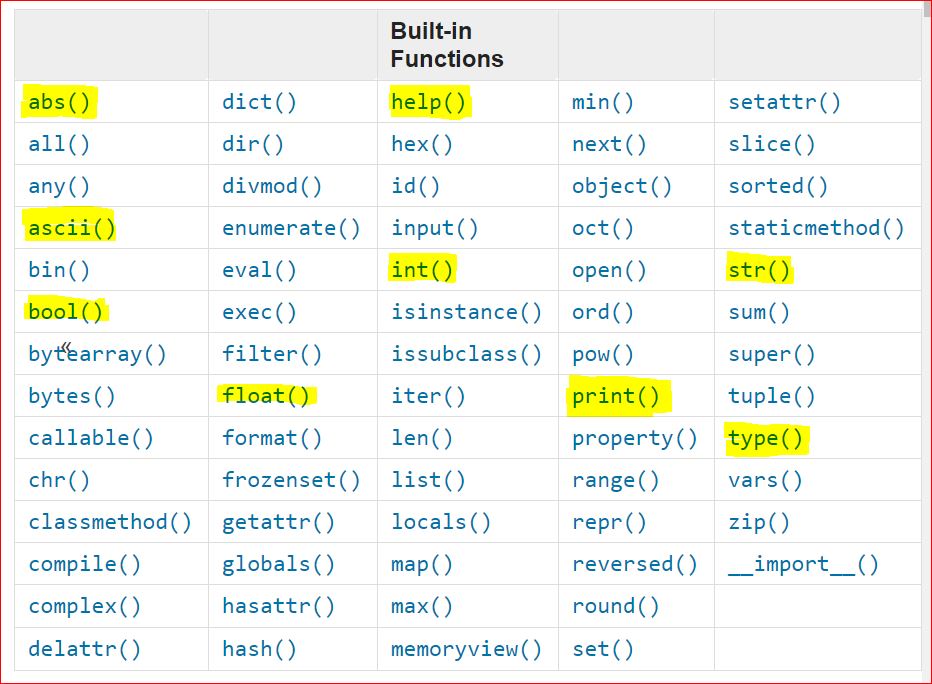 Built-in
Functions
abs() dict() help() min() setattr()
all() dir() hex() next() slice()
any() divmod() id() object() sorted()
ascii() enumerate() input() oct() staticmethod()
bin() eval() int() open() str()
bool() exec() isinstance() ord() sum()
bytearray() filter() issubclass() pow() super()
bytes() float() iter() print() tuple()
callable() format() len() property() type()
chr() frozenset() list() range() vars()
classmethod() getattr() locals() repr() zip()
compile() globals() map() reversed() __import__()
complex() hasattr() max() round()
delattr() hash() memoryview() set()